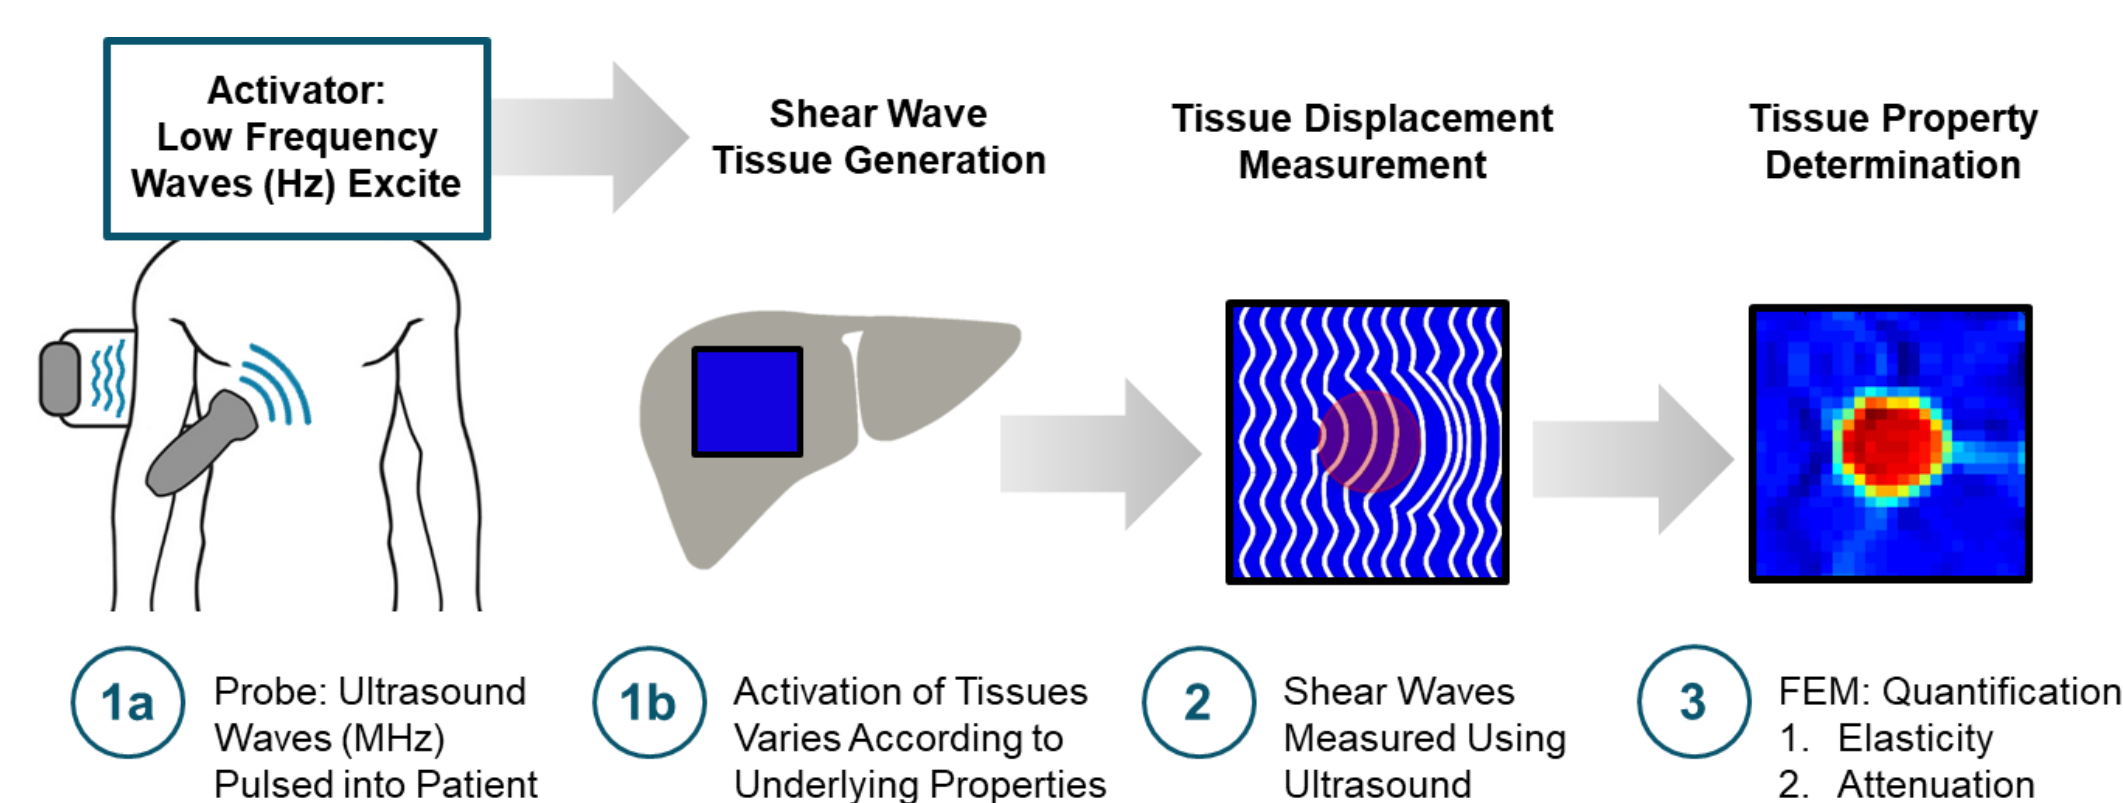 Activator:
Low Frequency
Waves (Hz) Excite
Shear Wave
Tissue Generation
Tissue Displacement
Measurement
Tissue Property
Determination
1a
Probe: Ultrasound
Waves (MHz)
Pulsed into Patient
1b
Activation of Tissues
Varies According to
Underlying Properties
2
Shear Waves
Measured Using
Ultrasound
3
FEM: Quantification
1. Elasticity
2. Attenuation